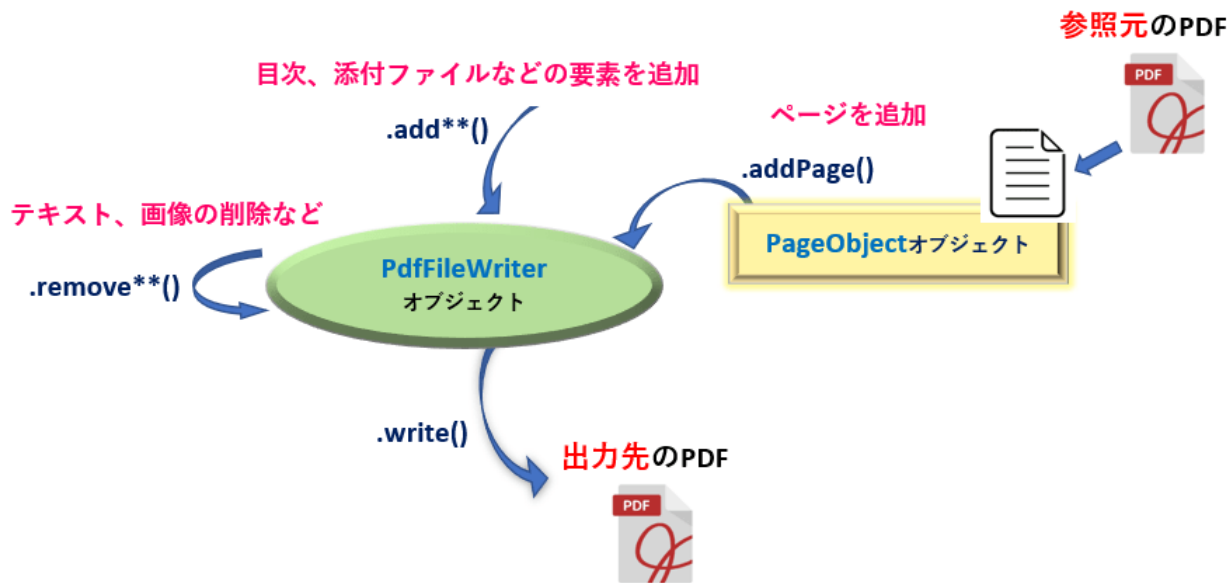 参照元のPDF
PDF
目次、添付ファイルなどの要素を追加
.add**()
ページを追加
.addPage()
テキスト、画像の削除など
.remove**()
PdfFileWriter
オブジェクト
PageObjectオブジェクト
.write()
出力先のPDF
PDF